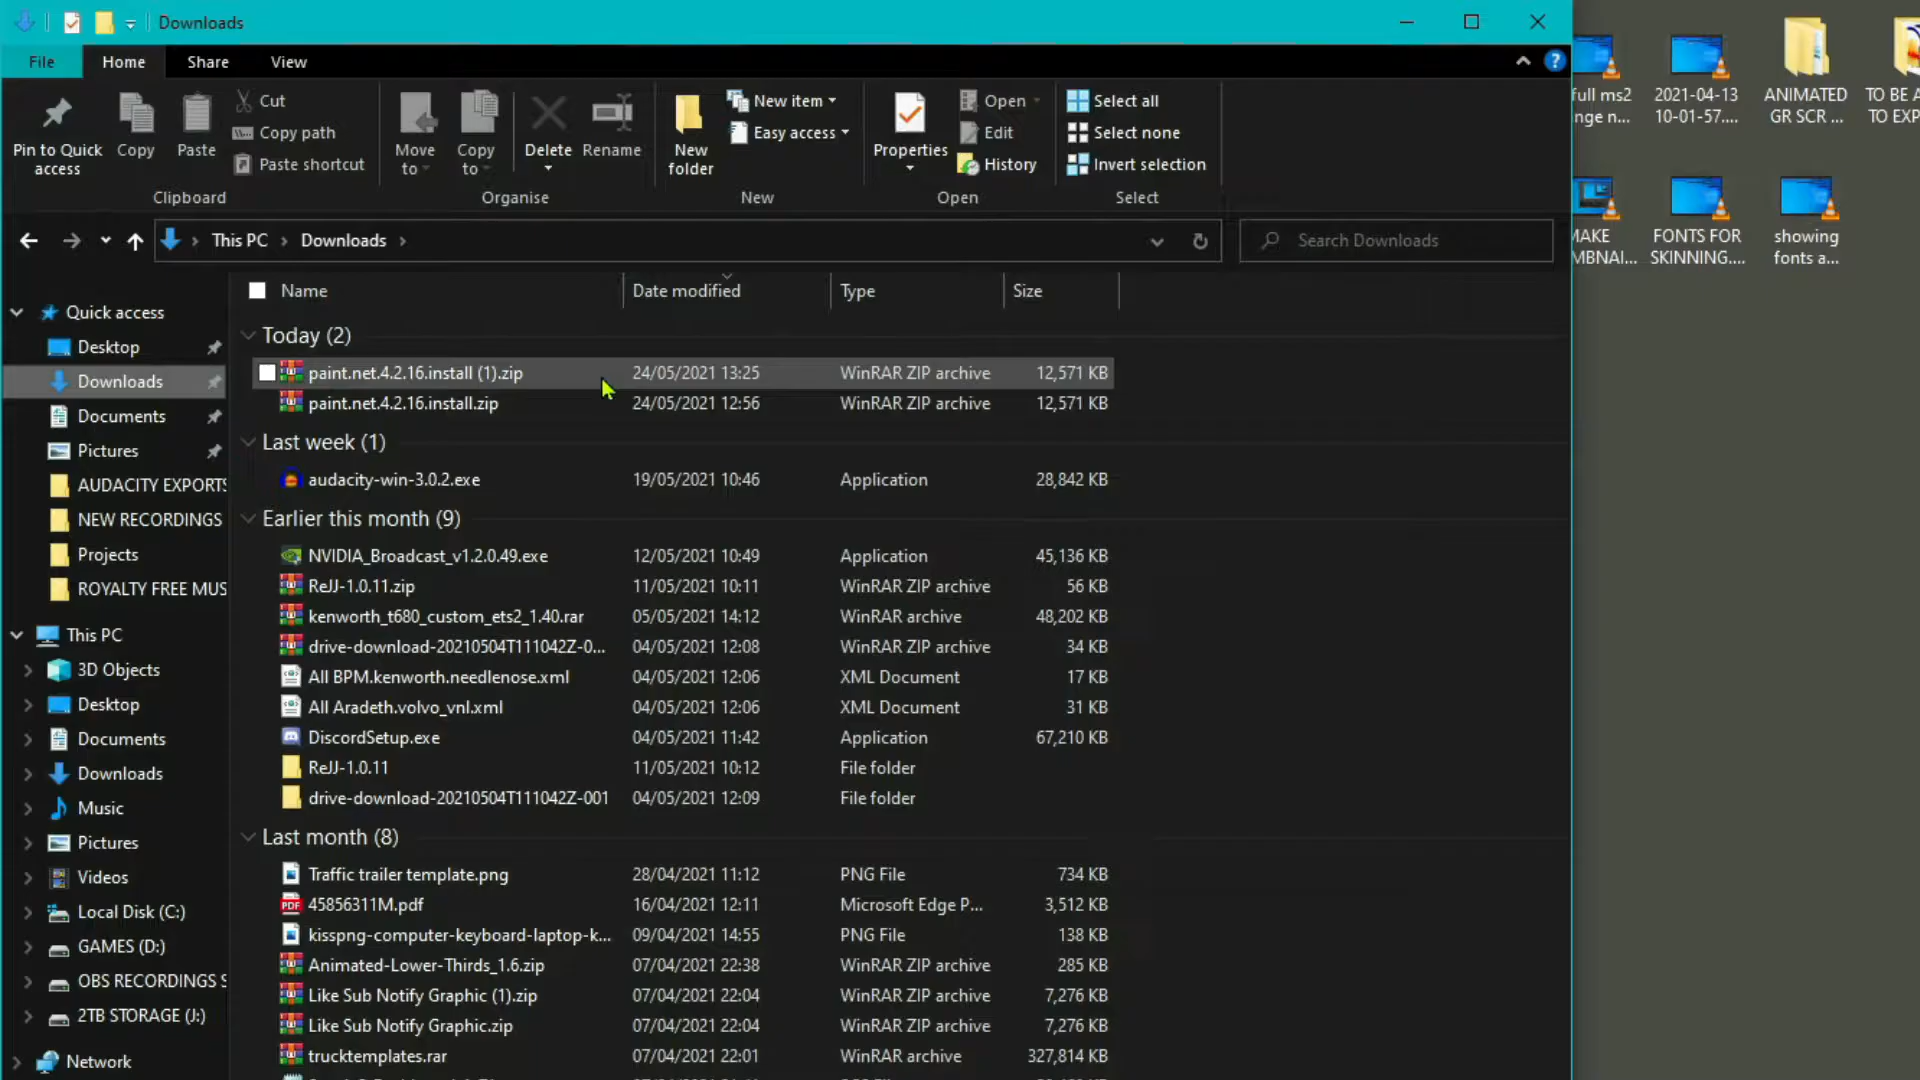 Downloads
File Home Share View
Pin to Quick access
Copy
Paste
Cut
Copy path
Paste shortcut
Clipboard
Move to
Copy to
Delete
Rename
Organise
New folder
New item
Easy access
New
Properties
Open
Edit
History
Open
Select all
Select none
Invert selection
Select
This PC > Downloads >
Search Downloads
Quick access
Desktop
Downloads
Documents
Pictures
AUDACITY EXPORTS
NEW RECORDINGS
Projects
ROYALTY FREE MUS
This PC
3D Objects
Desktop
Documents
Downloads
Music
Pictures
Videos
Local Disk (C:)
GAMES (D:)
OBS RECORDINGS S
2TB STORAGE (J:)
Network
Name Date modified Type Size
Today (2)
paint.net.4.2.16.install (1).zip 24/05/2021 13:25 WinRAR ZIP archive 12,571 KB
paint.net.4.2.16.install.zip 24/05/2021 12:56 WinRAR ZIP archive 12,571 KB
Last week (1)
audacity-win-3.0.2.exe 19/05/2021 10:46 Application 28,842 KB
Earlier this month (9)
NVIDIA_Broadcast_v1.2.0.49.exe 12/05/2021 10:49 Application 45,136 KB
ReJJ-1.0.11.zip 11/05/2021 10:11 WinRAR ZIP archive 56 KB
kenworth_t680_custom_ets2_1.40.rar 05/05/2021 14:12 WinRAR archive 48,202 KB
drive-download-20210504T111042Z-0... 04/05/2021 12:08 WinRAR ZIP archive 34 KB
All BPM.kenworth.needlenose.xml 04/05/2021 12:06 XML Document 17 KB
All Aradeth.volvo_vnl.xml 04/05/2021 12:06 XML Document 31 KB
DiscordSetup.exe 04/05/2021 11:42 Application 67,210 KB
ReJJ-1.0.11 11/05/2021 10:12 File folder
drive-download-20210504T111042Z-001 04/05/2021 12:09 File folder
Last month (8)
Traffic trailer template.png 28/04/2021 11:12 PNG File 734 KB
45856311M.pdf 16/04/2021 12:11 Microsoft Edge P... 3,512 KB
kisspng-computer-keyboard-laptop-k... 09/04/2021 14:55 PNG File 138 KB
Animated-Lower-Thirds_1.6.zip 07/04/2021 22:38 WinRAR ZIP archive 285 KB
Like Sub Notify Graphic (1).zip 07/04/2021 22:04 WinRAR ZIP archive 7,276 KB
Like Sub Notify Graphic.zip 07/04/2021 22:04 WinRAR ZIP archive 7,276 KB
trucktemplates.rar 07/04/2021 22:01 WinRAR archive 327,814 KB
full ms2
nge n...
2021-04-13
10-01-57....
ANIMATED
GR SCR ...
TO BE A
TO EXP
MAKE
MBNAI...
FONTS FOR
SKINNING....
showing
fonts a...